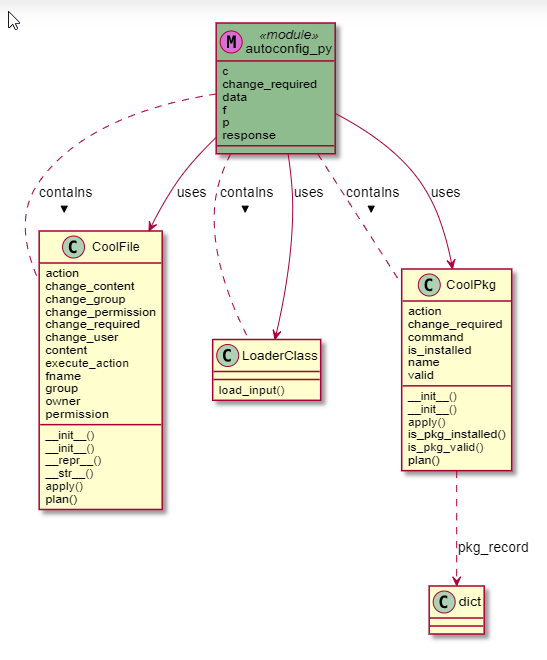 M
«module»
autoconfig_py
c
change_required
data
f
p
response
contains
uses
contains
uses
contains
uses
C CoolFile
action
change_content
change_group
change_permission
change_required
change_user
content
execute_action
fname
group
owner
permission
__init__()
__init__()
__repr__()
__str__()
apply()
plan()
C LoaderClass
load_input()
C CoolPkg
action
change_required
command
is_installed
name
valid
__init__()
__init__()
apply()
is_pkg_installed()
is_pkg_valid()
plan()
pkg_record
C dict